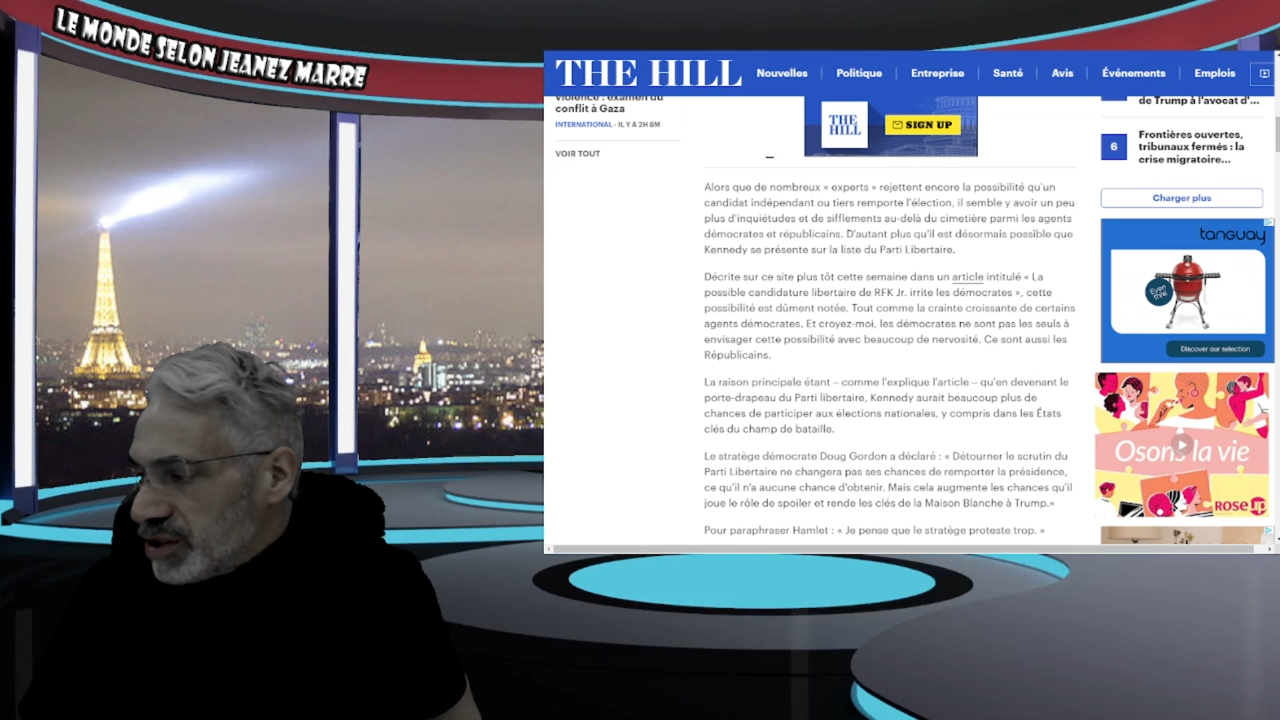 LE MONDE SELON JEANEZ MARRE
THE HILL
Nouvelles
Politique
Entreprise
Santé
Avis
Événements
Emplois
violence : examen du
conflit à Gaza
INTERNATIONAL - IL Y A 2H 8M
VOIR TOUT
THE
HILL
SIGN UP
de Trump à l'avocat d'...
6
Frontières ouvertes,
tribunaux fermés : la
crise migratoire...
Charger plus
Alors que de nombreux « experts » rejettent encore la possibilité qu'un
candidat indépendant ou tiers remporte l'élection, il semble y avoir un peu
plus d'inquiétudes et de sifflements au-delà du cimetière parmi les agents
démocrates et républicains. D'autant plus qu'il est désormais possible que
Kennedy se présente sur la liste du Parti Libertaire.
Décrite sur ce site plus tôt cette semaine dans un article intitulé « La
possible candidature libertaire de RFK Jr. irrite les démocrates », cette
possibilité est dûment notée. Tout comme la crainte croissante de certains
agents démocrates. Et croyez-moi, les démocrates ne sont pas les seuls à
envisager cette possibilité avec beaucoup de nervosité. Ce sont aussi les
Républicains.
La raison principale étant – comme l'explique l'article – qu'en devenant le
porte-drapeau du Parti libertaire, Kennedy aurait beaucoup plus de
chances de participer aux élections nationales, y compris dans les États
clés du champ de bataille.
Le stratège démocrate Doug Gordon a déclaré : « Détourner le scrutin du
Parti Libertaire ne changera pas ses chances de remporter la présidence,
ce qu'il n'a aucune chance d'obtenir. Mais cela augmente les chances qu'il
joue le rôle de spoiler et rende les clés de la Maison Blanche à Trump.»
Pour paraphraser Hamlet : « Je pense que le stratège proteste trop. »
tanguay
Even this!
Discover our selection
Osons la vie
ROSE UP